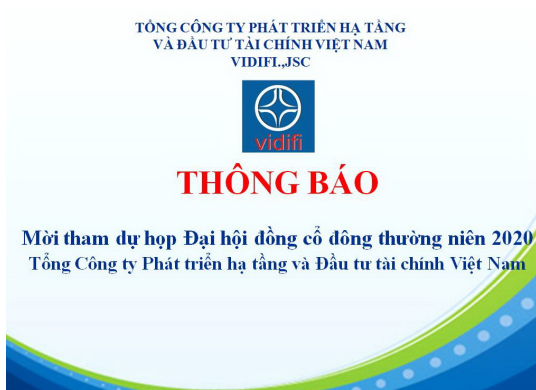 TỔNG CÔNG TY PHÁT TRIỂN HẠ TẦNG
VÀ ĐẦU TƯ TÀI CHÍNH VIỆT NAM
VIDIFI.,JSC
vidifi
THÔNG BÁO
Mời tham dự họp Đại hội đồng cổ đông thường niên 2020
Tổng Công ty Phát triển hạ tầng và Đầu tư tài chính Việt Nam